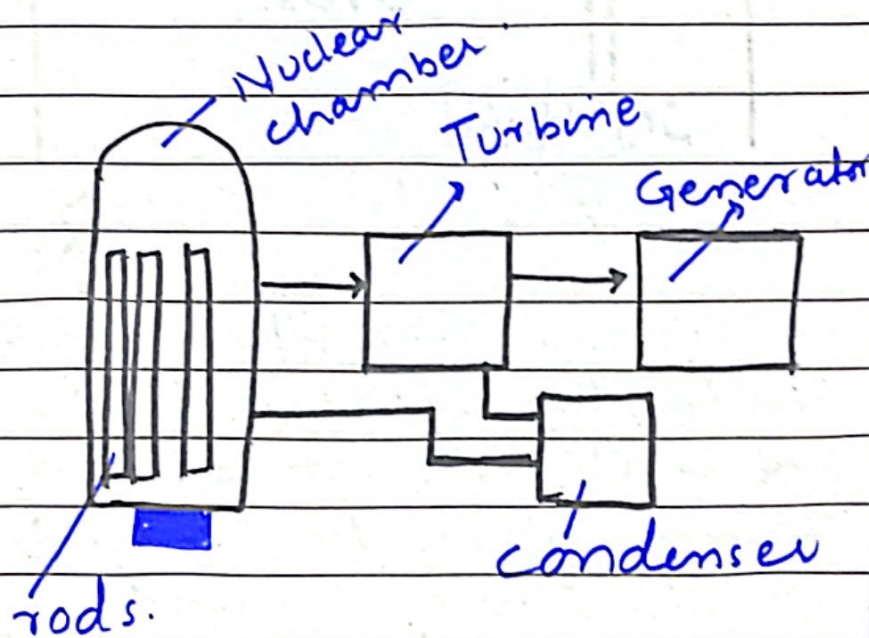 Nuclear
chamber.
Turbine
Generator
condenser
rods.